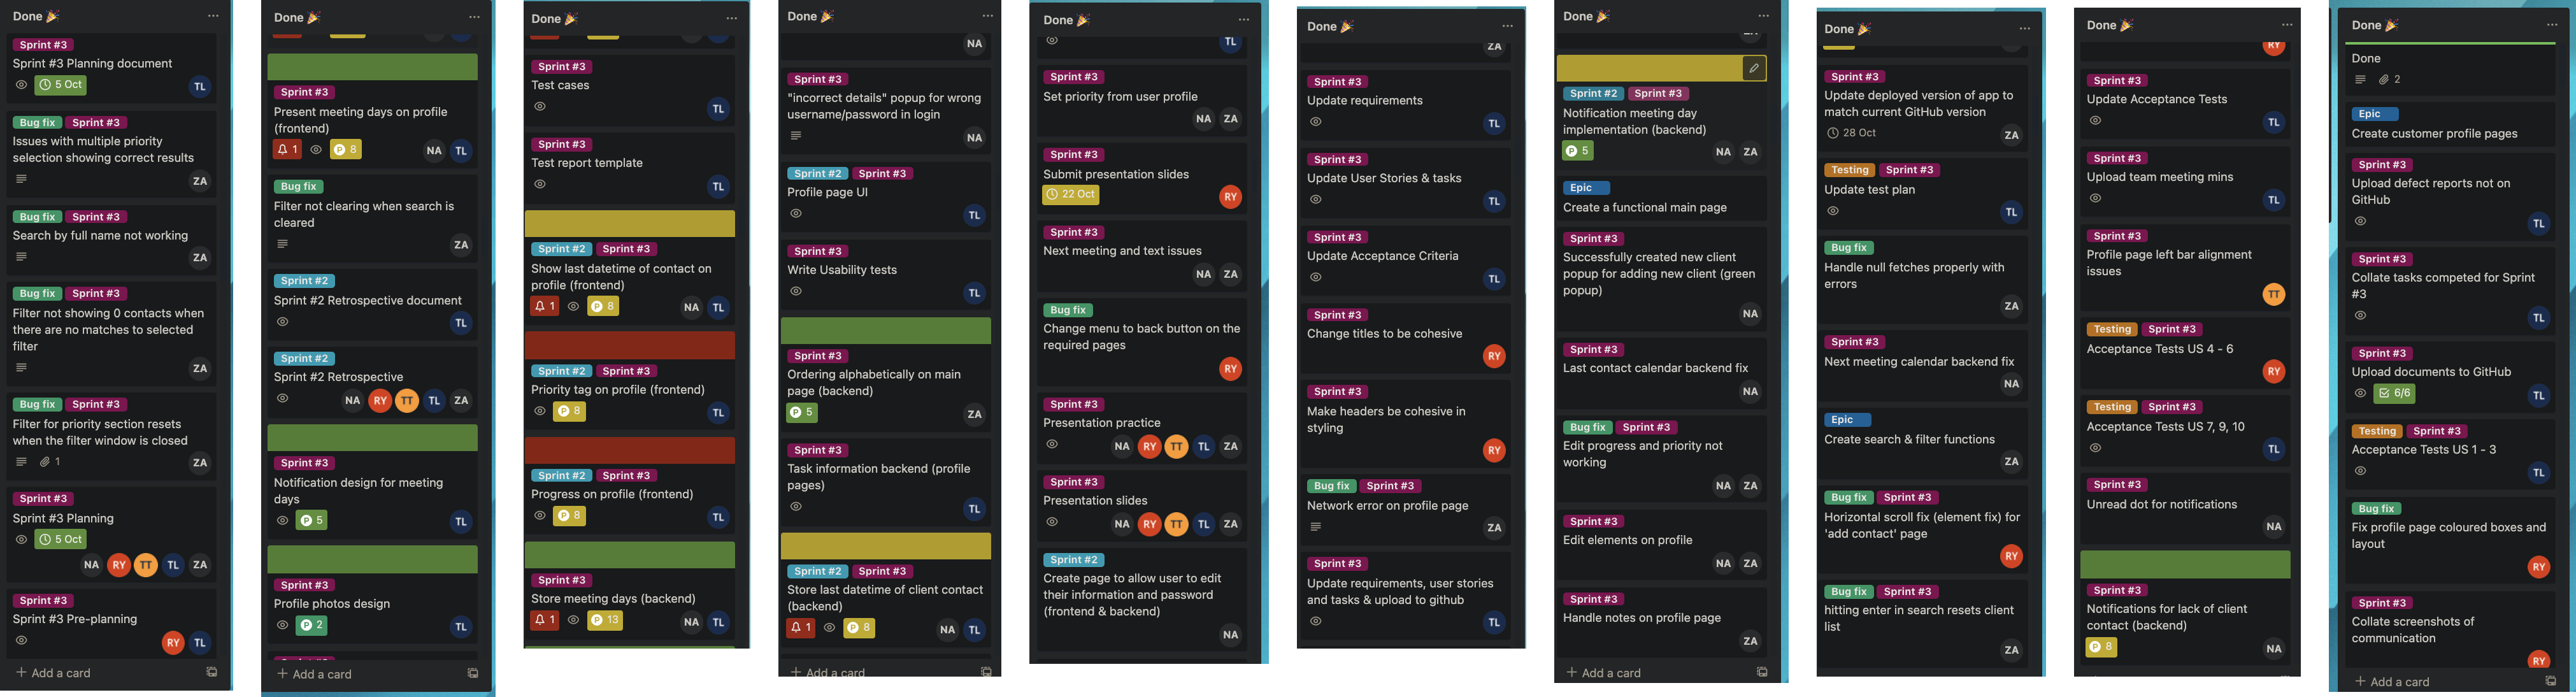 Done 🎉 ...
Sprint #3
Sprint #3 Planning document
5 Oct
TL
Bug fix Sprint #3
Issues with multiple priority
selection showing correct results
ZA
Bug fix Sprint #3
Search by full name not working
ZA
Bug fix Sprint #3
Filter not showing 0 contacts when
there are no matches to selected
filter
ZA
Bug fix Sprint #3
Filter for priority section resets
when the filter window is closed
1 ZA
Sprint #3
Sprint #3 Planning
5 Oct
NA RY TT TL ZA
Sprint #3
Sprint #3 Pre-planning
RY TL
+ Add a card
Done 🎉 ...
Sprint #3
Present meeting days on profile
(frontend)
1 P 8 NA TL
Bug fix
Filter not clearing when search is
cleared
ZA
Sprint #2
Sprint #2 Retrospective document
TL
Sprint #2
Sprint #2 Retrospective
NA RY TT TL ZA
Sprint #3
Notification design for meeting
days
P 5 TL
Sprint #3
Profile photos design
P 2 TL
+ Add a card
Done 🎉 ...
Sprint #3
Test cases
TL
Sprint #3
Test report template
TL
Sprint #2 Sprint #3
Show last datetime of contact on
profile (frontend)
1 P 8 NA TL
Sprint #2 Sprint #3
Priority tag on profile (frontend)
P 8 TL
Sprint #2 Sprint #3
Progress on profile (frontend)
P 8 TL
Sprint #3
Store meeting days (backend)
1 P 13 NA TL
Done 🎉 ...
NA
Sprint #3
"incorrect details" popup for wrong
username/password in login
NA
Sprint #2 Sprint #3
Profile page UI
TL
Sprint #3
Write Usability tests
TL
Sprint #3
Ordering alphabetically on main
page (backend)
P 5 ZA
Sprint #3
Task information backend (profile
pages)
TL
Sprint #2 Sprint #3
Store last datetime of client contact
(backend)
1 P 8 NA TL
+ Add a card
Done 🎉 ...
TL
Sprint #3
Set priority from user profile
NA ZA
Sprint #3
Submit presentation slides
22 Oct RY
Sprint #3
Next meeting and text issues
NA ZA
Bug fix
Change menu to back button on the
required pages
RY
Sprint #3
Presentation practice
NA RY TT TL ZA
Sprint #3
Presentation slides
NA RY TT TL ZA
Sprint #2
Create page to allow user to edit
their information and password
(frontend & backend)
NA
Done 🎉 ...
ZA
Sprint #3
Update requirements
TL
Sprint #3
Update User Stories & tasks
TL
Sprint #3
Update Acceptance Criteria
TL
Sprint #3
Change titles to be cohesive
RY
Sprint #3
Make headers be cohesive in
styling
RY
Bug fix Sprint #3
Network error on profile page
ZA
Sprint #3
Update requirements, user stories
and tasks & upload to github
TL
Done 🎉 ...
Sprint #2 Sprint #3
Notification meeting day
implementation (backend)
P 5 NA ZA
Epic
Create a functional main page
Sprint #3
Successfully created new client
popup for adding new client (green
popup)
NA
Sprint #3
Last contact calendar backend fix
NA
Bug fix Sprint #3
Edit progress and priority not
working
NA ZA
Sprint #3
Edit elements on profile
NA ZA
Sprint #3
Handle notes on profile page
ZA
+ Add a card
Done 🎉 ...
Sprint #3
Update deployed version of app to
match current GitHub version
28 Oct ZA
Testing Sprint #3
Update test plan
TL
Bug fix
Handle null fetches properly with
errors
ZA
Sprint #3
Next meeting calendar backend fix
NA
Epic
Create search & filter functions
ZA
Bug fix Sprint #3
Horizontal scroll fix (element fix) for
'add contact' page
RY
Bug fix Sprint #3
hitting enter in search resets client
list
ZA
Done 🎉 ...
RY
Sprint #3
Update Acceptance Tests
TL
Sprint #3
Upload team meeting mins
TL
Sprint #3
Profile page left bar alignment
issues
TT
Testing Sprint #3
Acceptance Tests US 4 - 6
RY
Testing Sprint #3
Acceptance Tests US 7, 9, 10
TL
Sprint #3
Unread dot for notifications
NA
Sprint #3
Notifications for lack of client
contact (backend)
P 8 NA
Done 🎉 ...
Done
2
Epic
Create customer profile pages
Sprint #3
Upload defect reports not on
GitHub
TL
Sprint #3
Collate tasks competed for Sprint
#3
TL
Sprint #3
Upload documents to GitHub
6/6 TL
Testing Sprint #3
Acceptance Tests US 1 - 3
TL
Bug fix
Fix profile page coloured boxes and
layout
RY
Sprint #3
Collate screenshots of
communication
RY
+ Add a card